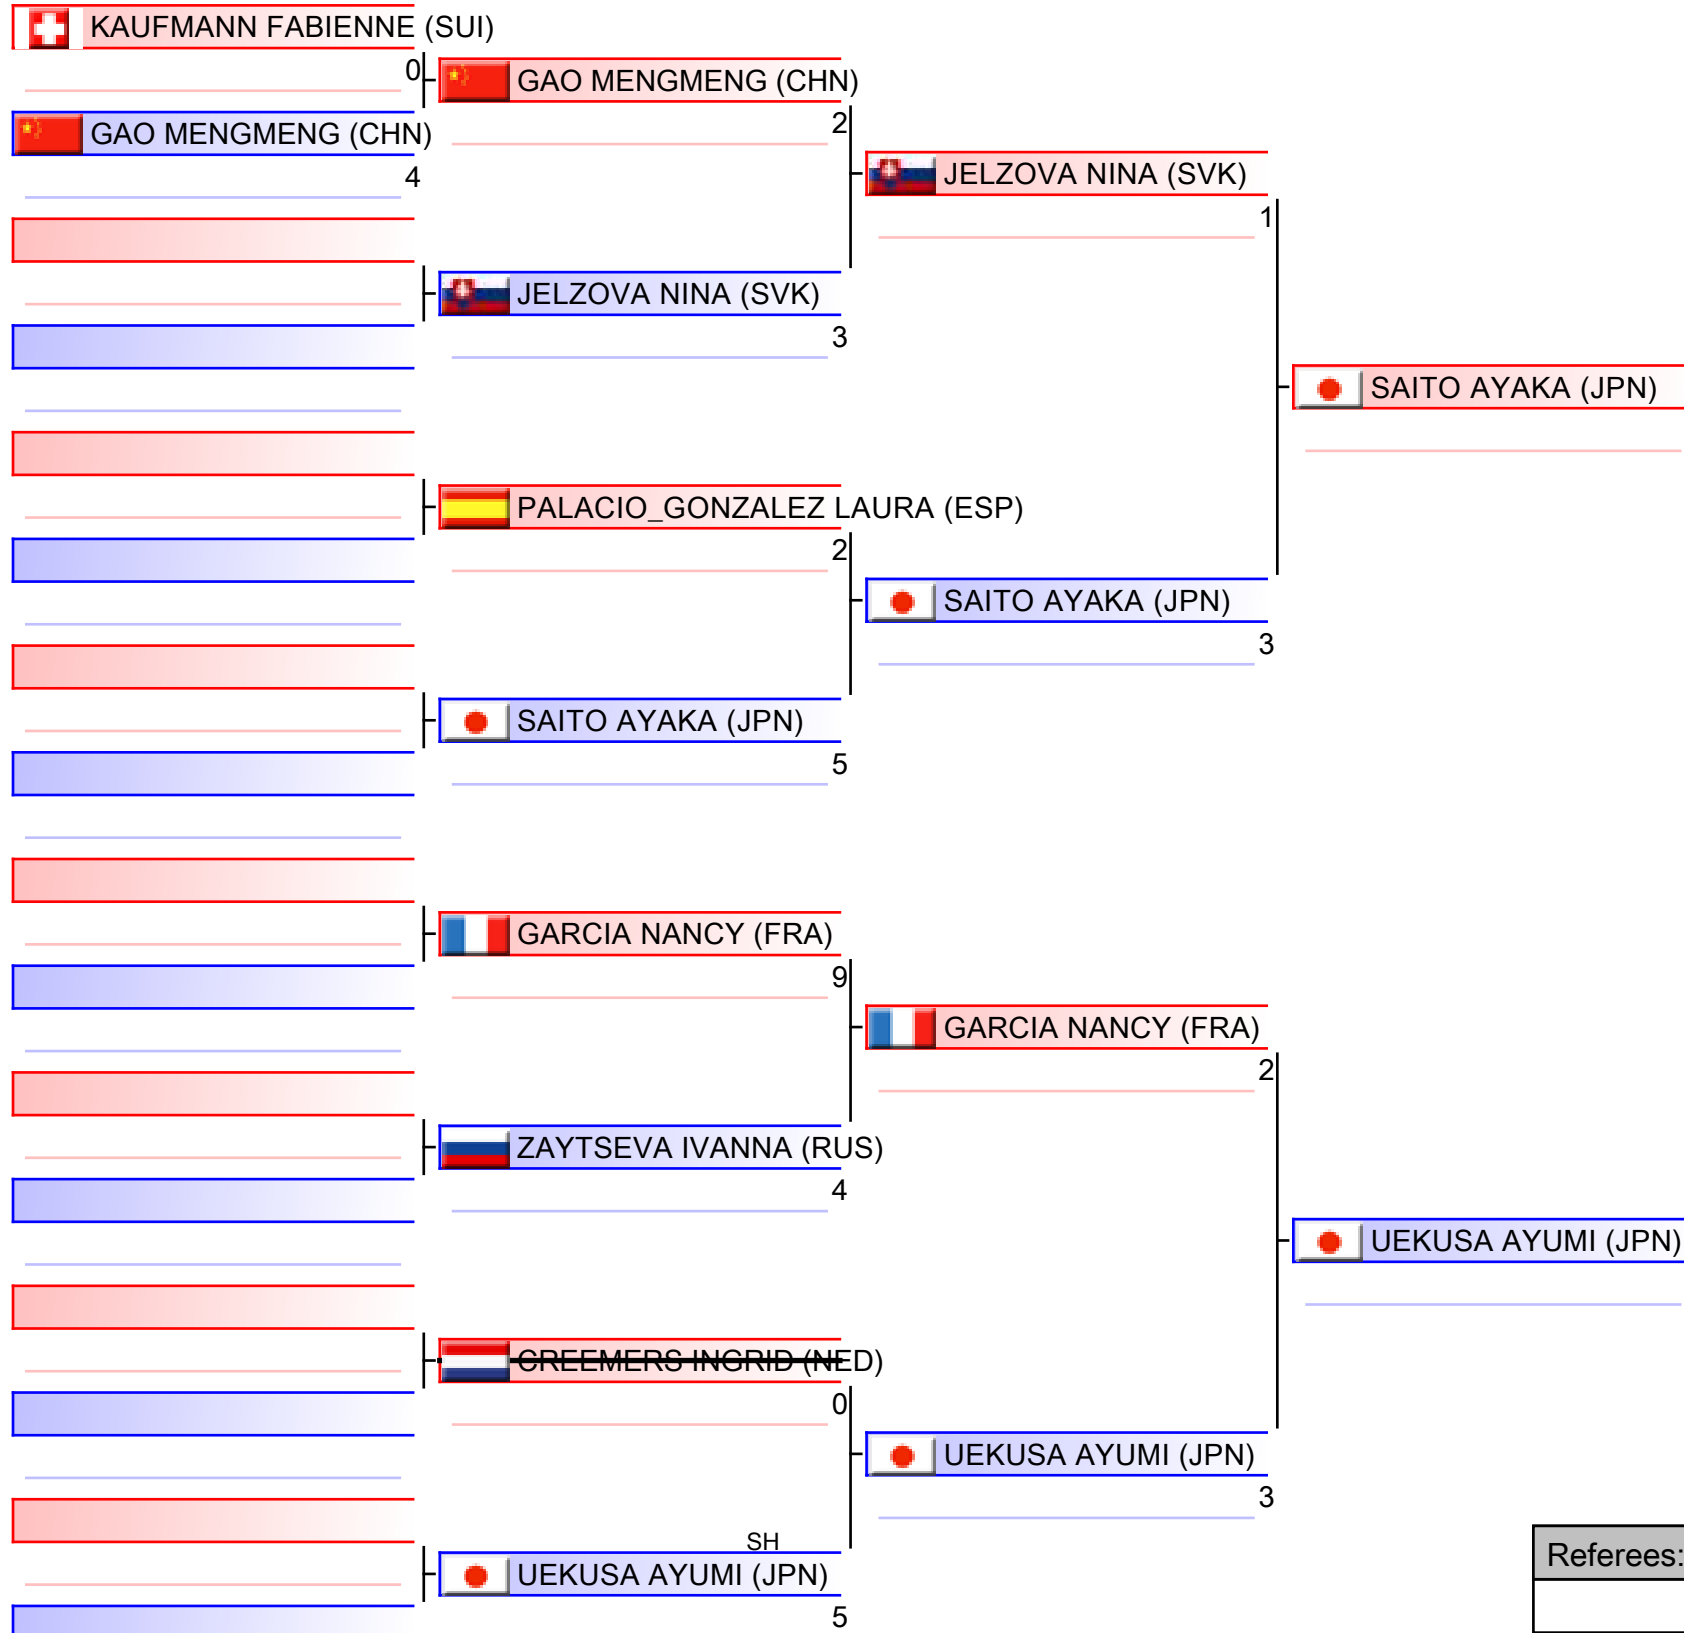 KAUFMANN FABIENNE (SUI)
0
GAO MENGMENG (CHN)
GAO MENGMENG (CHN)
2
4
JELZOVA NINA (SVK)
1
JELZOVA NINA (SVK)
3
SAITO AYAKA (JPN)
PALACIO_GONZALEZ LAURA (ESP)
2
SAITO AYAKA (JPN)
3
SAITO AYAKA (JPN)
5
GARCIA NANCY (FRA)
9
GARCIA NANCY (FRA)
2
ZAYTSEVA IVANNA (RUS)
4
UEKUSA AYUMI (JPN)
CREEMERS INGRID (NED)
0
UEKUSA AYUMI (JPN)
3
SH
UEKUSA AYUMI (JPN)
5
Referees: